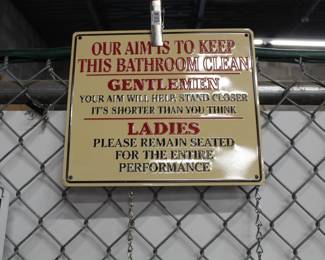 OUR AIM IS TO KEEP
THIS BATHROOM CLEAN
GENTLEMEN
YOUR AIM WILL HELP, STAND CLOSER
IT'S SHORTER THAN YOU THINK
LADIES
PLEASE REMAIN SEATED
FOR THE ENTIRE
PERFORMANCE